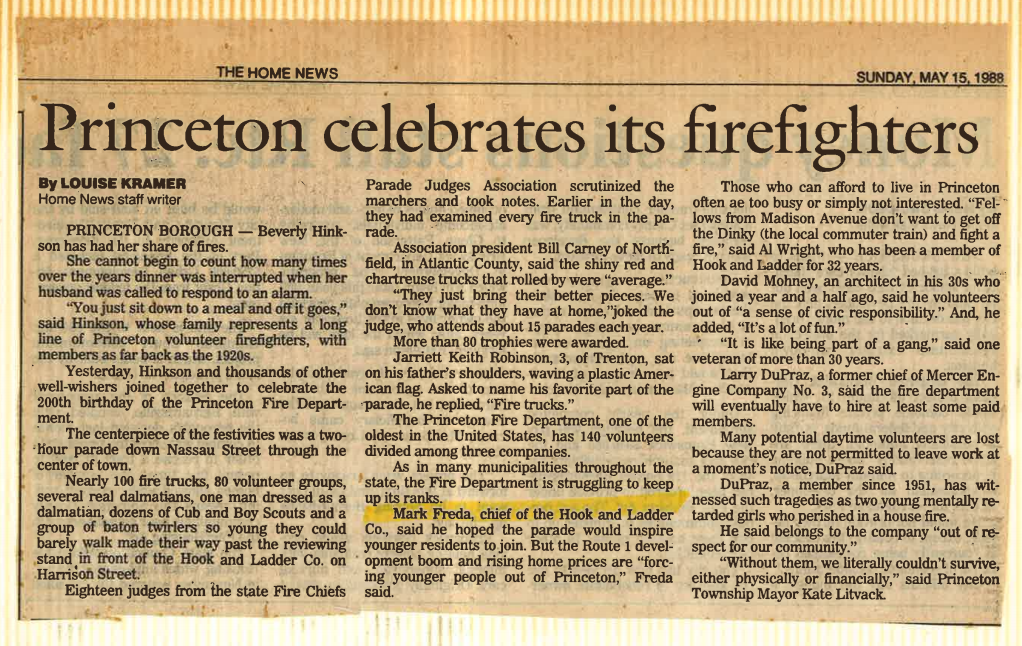 THE HOME NEWS
SUNDAY, MAY 15, 1988
Princeton celebrates its firefighters
By LOUISE KRAMER
Home News staff writer
PRINCETON BOROUGH — Beverly Hink-
son has had her share of fires.
She cannot begin to count how many times
over the years dinner was interrupted when her
husband was called to respond to an alarm.
"You just sit down to a meal and off it goes,"
said Hinkson, whose family represents a long
line of Princeton volunteer firefighters, with
members as far back as the 1920s.
Yesterday, Hinkson and thousands of other
well-wishers joined together to celebrate the
200th birthday of the Princeton Fire Depart-
ment.
The centerpiece of the festivities was a two-
hour parade down Nassau Street through the
center of town.
Nearly 100 fire trucks, 80 volunteer groups,
several real dalmatians, one man dressed as a
dalmatian, dozens of Cub and Boy Scouts and a
group of baton twirlers so young they could
barely walk made their way past the reviewing
stand in front of the Hook and Ladder Co. on
Harrison Street.
Eighteen judges from the state Fire Chiefs
Parade Judges Association scrutinized the
marchers and took notes. Earlier in the day,
they had examined every fire truck in the pa-
rade.
Association president Bill Carney of North-
field, in Atlantic County, said the shiny red and
chartreuse trucks that rolled by were "average."
"They just bring their better pieces. We
don't know what they have at home,"joked the
judge, who attends about 15 parades each year.
More than 80 trophies were awarded.
Jarriett Keith Robinson, 3, of Trenton, sat
on his father's shoulders, waving a plastic Amer-
ican flag. Asked to name his favorite part of the
parade, he replied, "Fire trucks."
The Princeton Fire Department, one of the
oldest in the United States, has 140 volunteers
divided among three companies.
As in many municipalities throughout the
state, the Fire Department is struggling to keep
up its ranks.
Mark Freda, chief of the Hook and Ladder
Co., said he hoped the parade would inspire
younger residents to join. But the Route 1 devel-
opment boom and rising home prices are "forc-
ing younger people out of Princeton," Freda
said.
Those who can afford to live in Princeton
often ae too busy or simply not interested. "Fel-
lows from Madison Avenue don't want to get off
the Dinky (the local commuter train) and fight a
fire," said Al Wright, who has been a member of
Hook and Ladder for 32 years.
David Mohney, an architect in his 30s who
joined a year and a half ago, said he volunteers
out of "a sense of civic responsibility." And, he
added, "It's a lot of fun."
"It is like being part of a gang," said one
veteran of more than 30 years.
Larry DuPraz, a former chief of Mercer En-
gine Company No. 3, said the fire department
will eventually have to hire at least some paid
members.
Many potential daytime volunteers are lost
because they are not permitted to leave work at
a moment's notice, DuPraz said.
DuPraz, a member since 1951, has wit-
nessed such tragedies as two young mentally re-
tarded girls who perished in a house fire.
He said belongs to the company "out of re-
spect for our community."
"Without them, we literally couldn't survive,
either physically or financially," said Princeton
Township Mayor Kate Litvack.